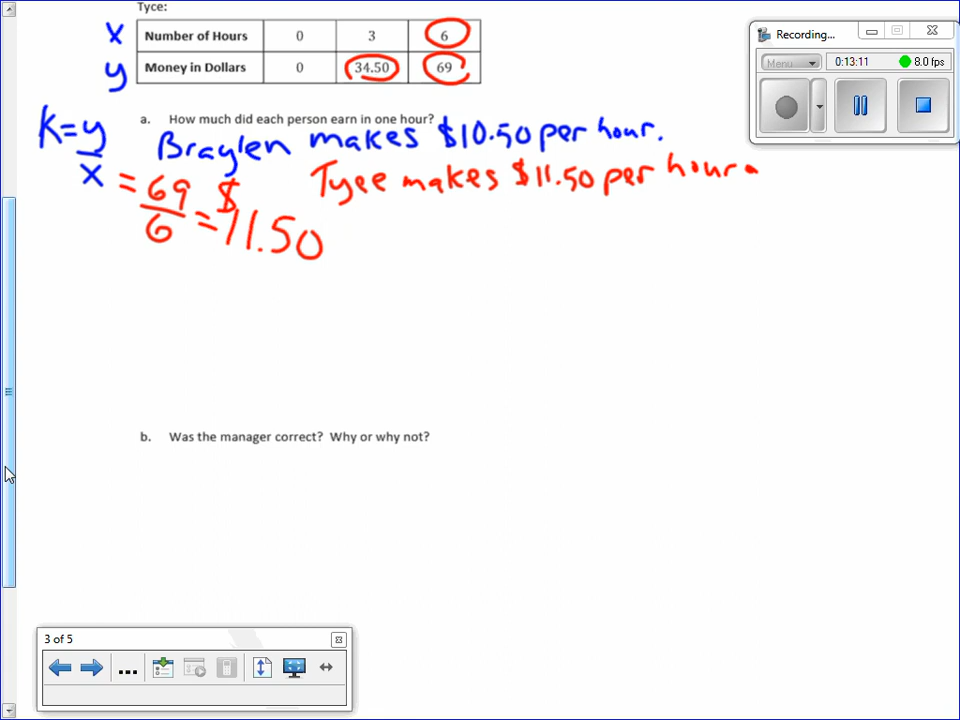 Tyce:
x Number of Hours 0 3 6
y Money in Dollars 0 34.50 69
a. How much did each person earn in one hour?
K = y/x
Braylen makes $10.50 per hour.
= 69/6 = $11.50
Tyce makes $11.50 per hour.
b. Was the manager correct? Why or why not?
Recording...
Menu
0:13:11
8.0 fps
3 of 5